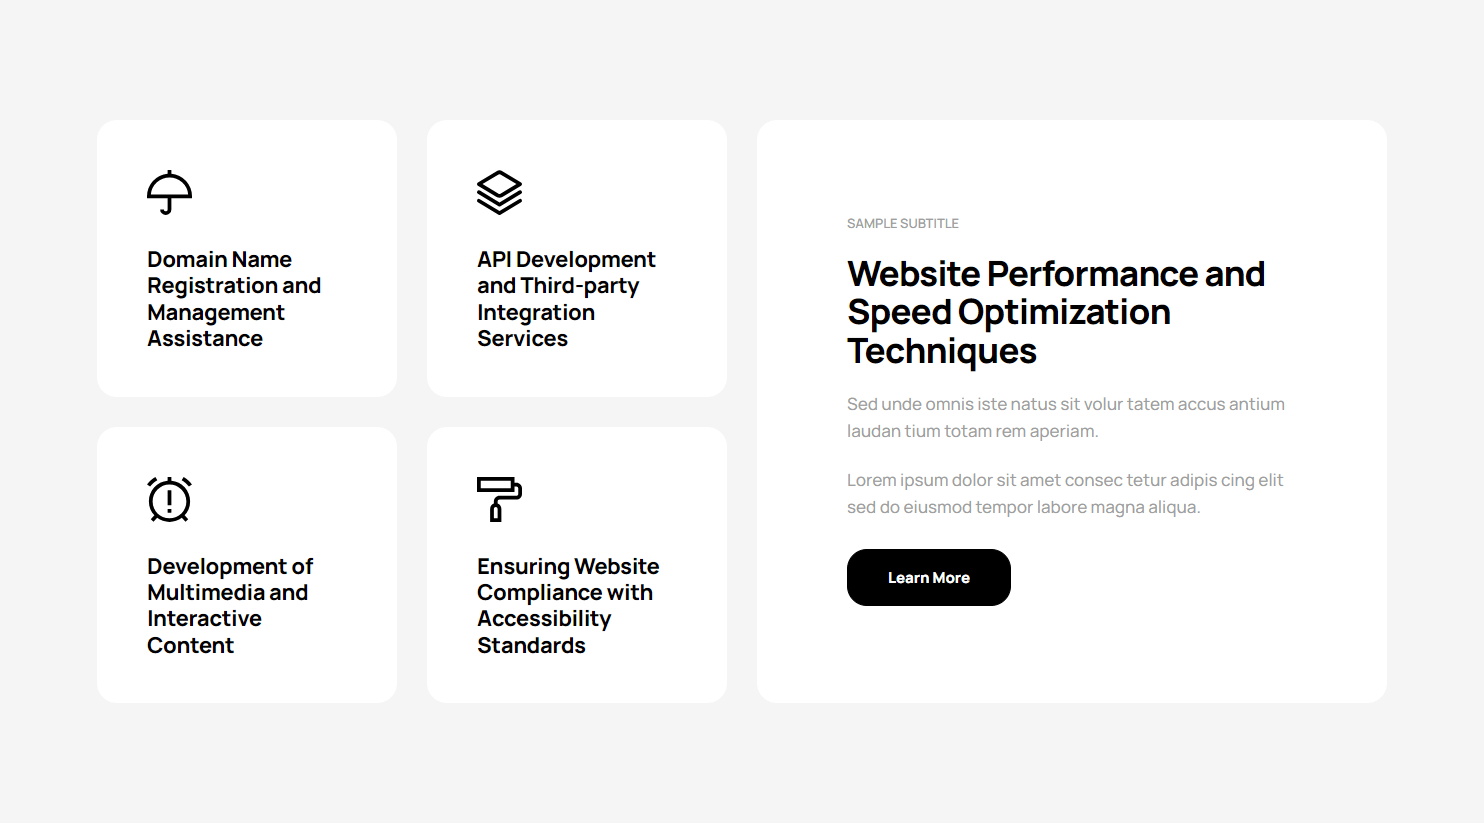 Domain Name
Registration and
Management
Assistance
API Development
and Third-party
Integration
Services
Development of
Multimedia and
Interactive
Content
Ensuring Website
Compliance with
Accessibility
Standards
SAMPLE SUBTITLE
Website Performance and
Speed Optimization
Techniques
Sed unde omnis iste natus sit volur tatem accus antium
laudan tium totam rem aperiam.
Lorem ipsum dolor sit amet consec tetur adipis cing elit
sed do eiusmod tempor labore magna aliqua.
Learn More